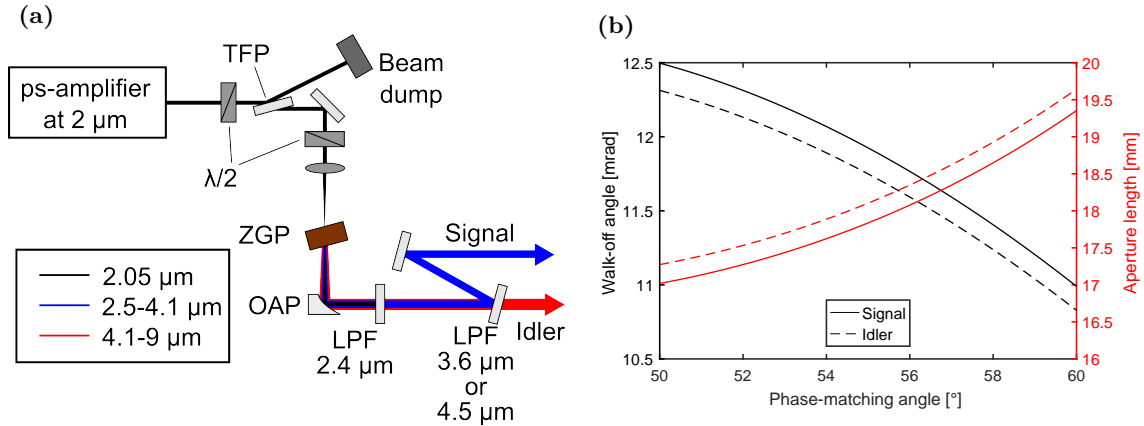 (a)
TFP
Beam
dump
ps-amplifier
at 2 µm
λ/2
ZGP
Signal
2.05 µm
2.5-4.1 µm
4.1-9 µm
OAP
LPF
2.4 µm
LPF
3.6 µm
or
4.5 µm
Idler
(b)
12.5
12
11.5
11
10.5
Walk-off angle [mrad]
20
19.5
19
18.5
18
17.5
17
16.5
16
Aperture length [mm]
Signal
Idler
50 52 54 56 58 60
Phase-matching angle [°]